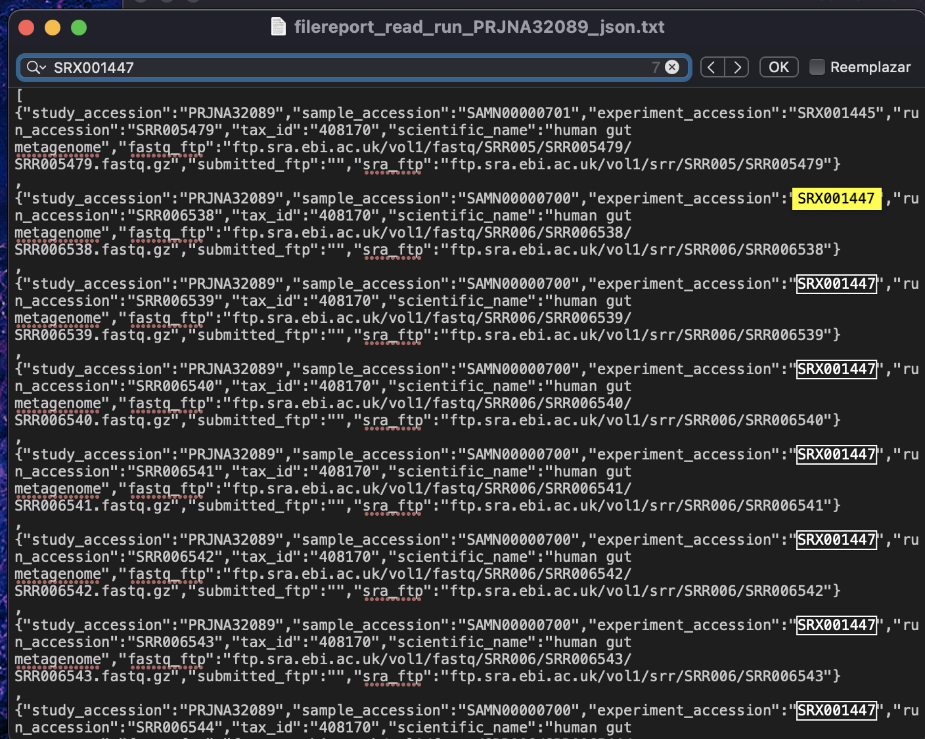 filereport_read_run_PRJNA32089_json.txt
SRX001447 7 OK Reemplazar
[
{"study_accession":"PRJNA32089","sample_accession":"SAMN00000701","experiment_accession":"SRX001445","ru
n_accession":"SRR005479","tax_id":"408170","scientific_name":"human gut
metagenome","fastq_ftp":"ftp.sra.ebi.ac.uk/vol1/fastq/SRR005/SRR005479/
SRR005479.fastq.gz","submitted_ftp":"","sra_ftp":"ftp.sra.ebi.ac.uk/vol1/srr/SRR005/SRR005479"}
,
{"study_accession":"PRJNA32089","sample_accession":"SAMN00000700","experiment_accession":"SRX001447","ru
n_accession":"SRR006538","tax_id":"408170","scientific_name":"human gut
metagenome","fastq_ftp":"ftp.sra.ebi.ac.uk/vol1/fastq/SRR006/SRR006538/
SRR006538.fastq.gz","submitted_ftp":"","sra_ftp":"ftp.sra.ebi.ac.uk/vol1/srr/SRR006/SRR006538"}
,
{"study_accession":"PRJNA32089","sample_accession":"SAMN00000700","experiment_accession":"SRX001447","ru
n_accession":"SRR006539","tax_id":"408170","scientific_name":"human gut
metagenome","fastq_ftp":"ftp.sra.ebi.ac.uk/vol1/fastq/SRR006/SRR006539/
SRR006539.fastq.gz","submitted_ftp":"","sra_ftp":"ftp.sra.ebi.ac.uk/vol1/srr/SRR006/SRR006539"}
,
{"study_accession":"PRJNA32089","sample_accession":"SAMN00000700","experiment_accession":"SRX001447","ru
n_accession":"SRR006540","tax_id":"408170","scientific_name":"human gut
metagenome","fastq_ftp":"ftp.sra.ebi.ac.uk/vol1/fastq/SRR006/SRR006540/
SRR006540.fastq.gz","submitted_ftp":"","sra_ftp":"ftp.sra.ebi.ac.uk/vol1/srr/SRR006/SRR006540"}
,
{"study_accession":"PRJNA32089","sample_accession":"SAMN00000700","experiment_accession":"SRX001447","ru
n_accession":"SRR006541","tax_id":"408170","scientific_name":"human gut
metagenome","fastq_ftp":"ftp.sra.ebi.ac.uk/vol1/fastq/SRR006/SRR006541/
SRR006541.fastq.gz","submitted_ftp":"","sra_ftp":"ftp.sra.ebi.ac.uk/vol1/srr/SRR006/SRR006541"}
,
{"study_accession":"PRJNA32089","sample_accession":"SAMN00000700","experiment_accession":"SRX001447","ru
n_accession":"SRR006542","tax_id":"408170","scientific_name":"human gut
metagenome","fastq_ftp":"ftp.sra.ebi.ac.uk/vol1/fastq/SRR006/SRR006542/
SRR006542.fastq.gz","submitted_ftp":"","sra_ftp":"ftp.sra.ebi.ac.uk/vol1/srr/SRR006/SRR006542"}
,
{"study_accession":"PRJNA32089","sample_accession":"SAMN00000700","experiment_accession":"SRX001447","ru
n_accession":"SRR006543","tax_id":"408170","scientific_name":"human gut
metagenome","fastq_ftp":"ftp.sra.ebi.ac.uk/vol1/fastq/SRR006/SRR006543/
SRR006543.fastq.gz","submitted_ftp":"","sra_ftp":"ftp.sra.ebi.ac.uk/vol1/srr/SRR006/SRR006543"}
,
{"study_accession":"PRJNA32089","sample_accession":"SAMN00000700","experiment_accession":"SRX001447","ru
n_accession":"SRR006544","tax_id":"408170","scientific_name":"human gut